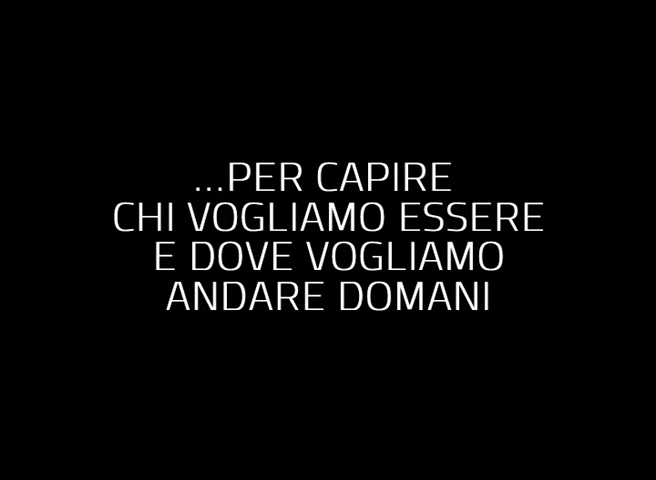 ...PER CAPIRE
CHI VOGLIAMO ESSERE
E DOVE VOGLIAMO
ANDARE DOMANI